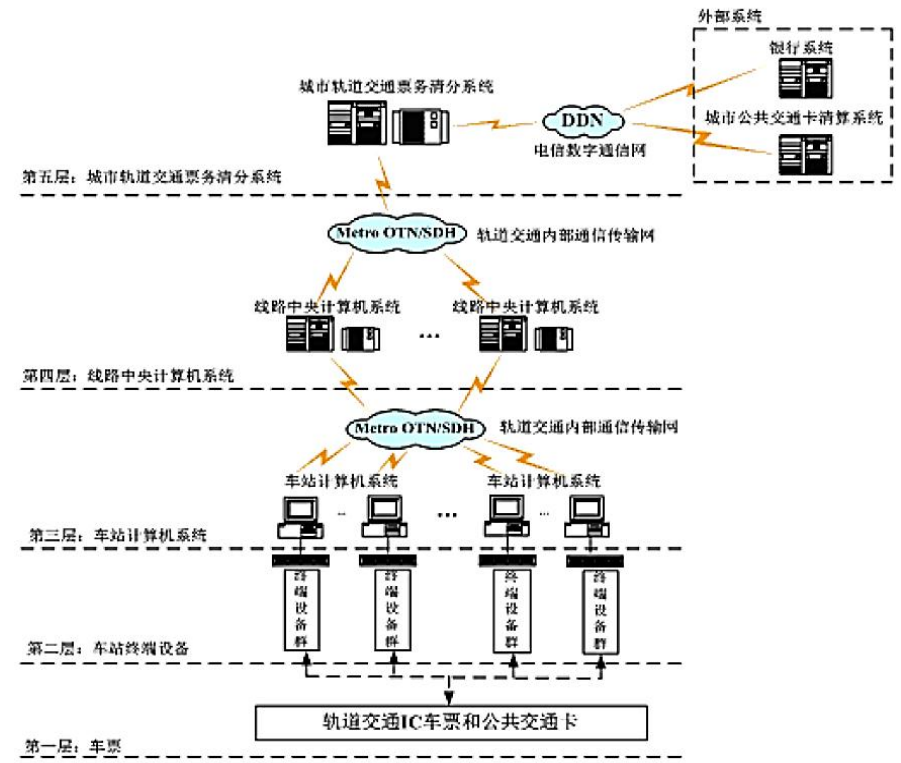 外部系统
银行系统
城市轨道交通票务清分系统
DDN
城市公共交通卡清算系统
电信数字通信网
第五层：城市轨道交通票务清分系统
Metro OTN/SDH
轨道交通内部通信传输网
线路中央计算机系统
线路中央计算机系统
...
第四层：线路中央计算机系统
Metro OTN/SDH
轨道交通内部通信传输网
车站计算机系统
车站计算机系统
...
...
...
第三层：车站计算机系统
终端设备群
终端设备群
终端设备群
终端设备群
第二层：车站终端设备
轨道交通IC车票和公共交通卡
第一层：车票